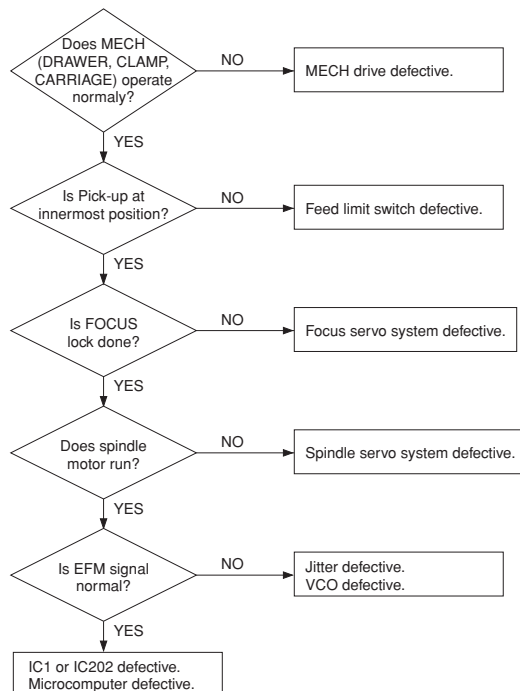 Does MECH
(DRAWER, CLAMP,
CARRIAGE) operate
normaly?
NO
MECH drive defective.
YES
Is Pick-up at
innermost position?
NO
Feed limit switch defective.
YES
Is FOCUS
lock done?
NO
Focus servo system defective.
YES
Does spindle
motor run?
NO
Spindle servo system defective.
YES
Is EFM signal
normal?
NO
Jitter defective.
VCO defective.
YES
IC1 or IC202 defective.
Microcomputer defective.